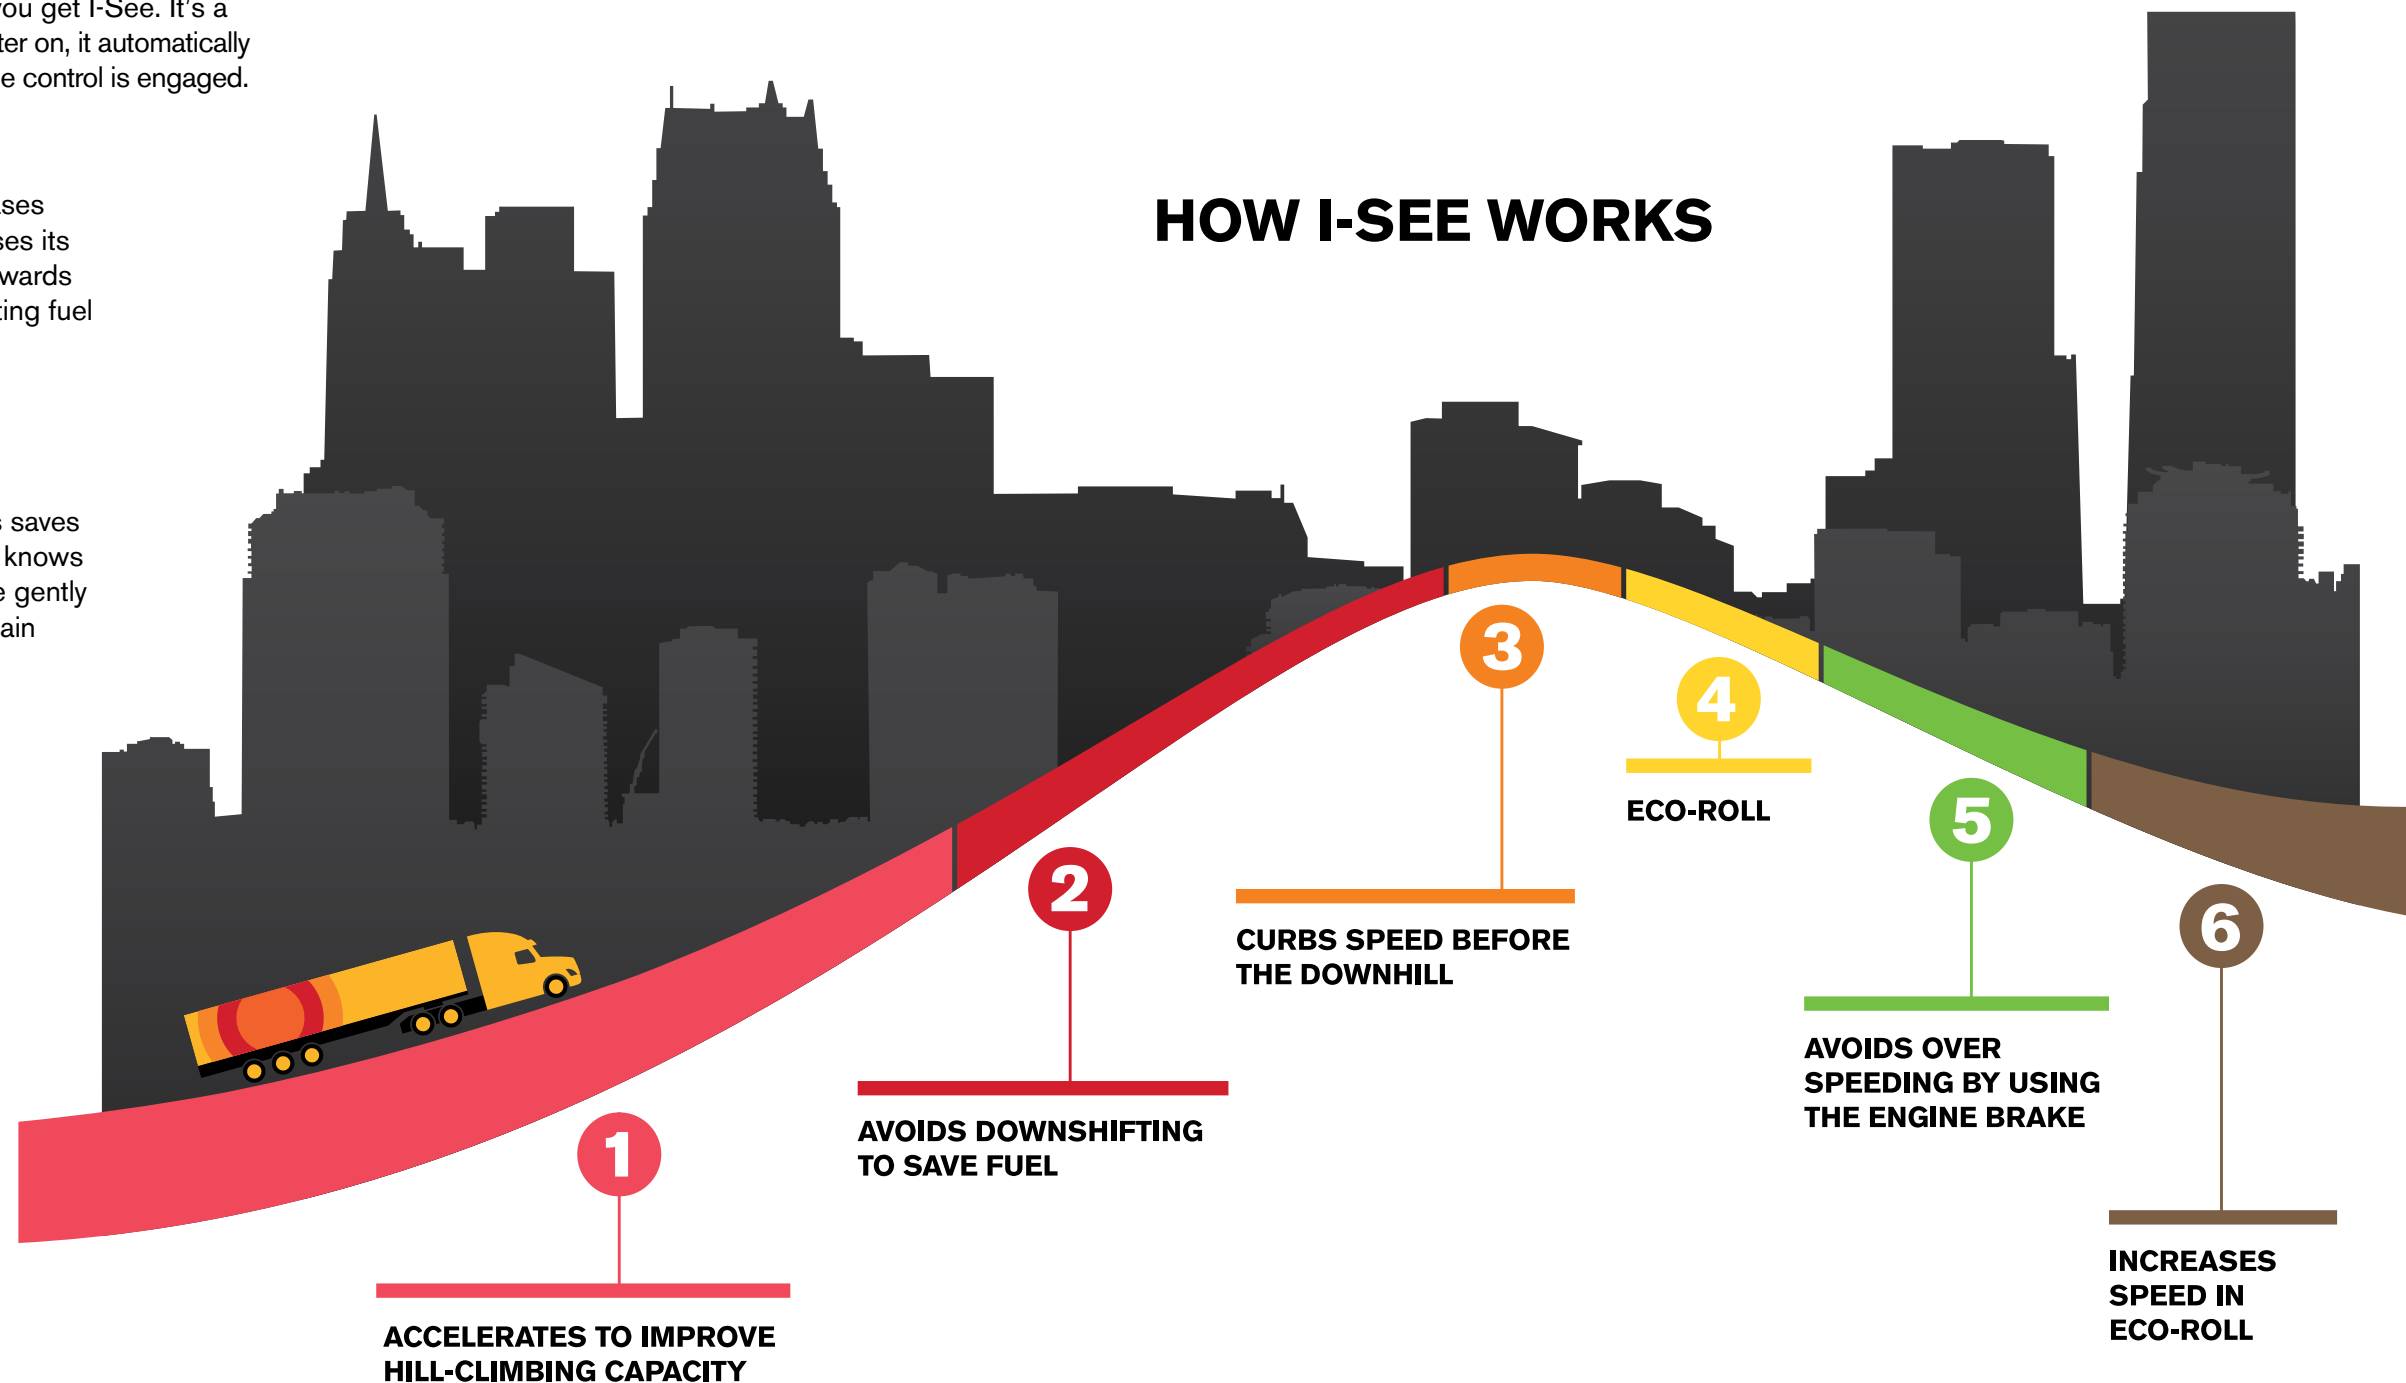 you get I-See. It's a
ter on, it automatically
e control is engaged.
ses
ses its
wards
ting fuel
s saves
knows
e gently
ain
HOW I-SEE WORKS
1
ACCELERATES TO IMPROVE
HILL-CLIMBING CAPACITY
2
AVOIDS DOWNSHIFTING
TO SAVE FUEL
3
CURBS SPEED BEFORE
THE DOWNHILL
4
ECO-ROLL
5
AVOIDS OVER
SPEEDING BY USING
THE ENGINE BRAKE
6
INCREASES
SPEED IN
ECO-ROLL